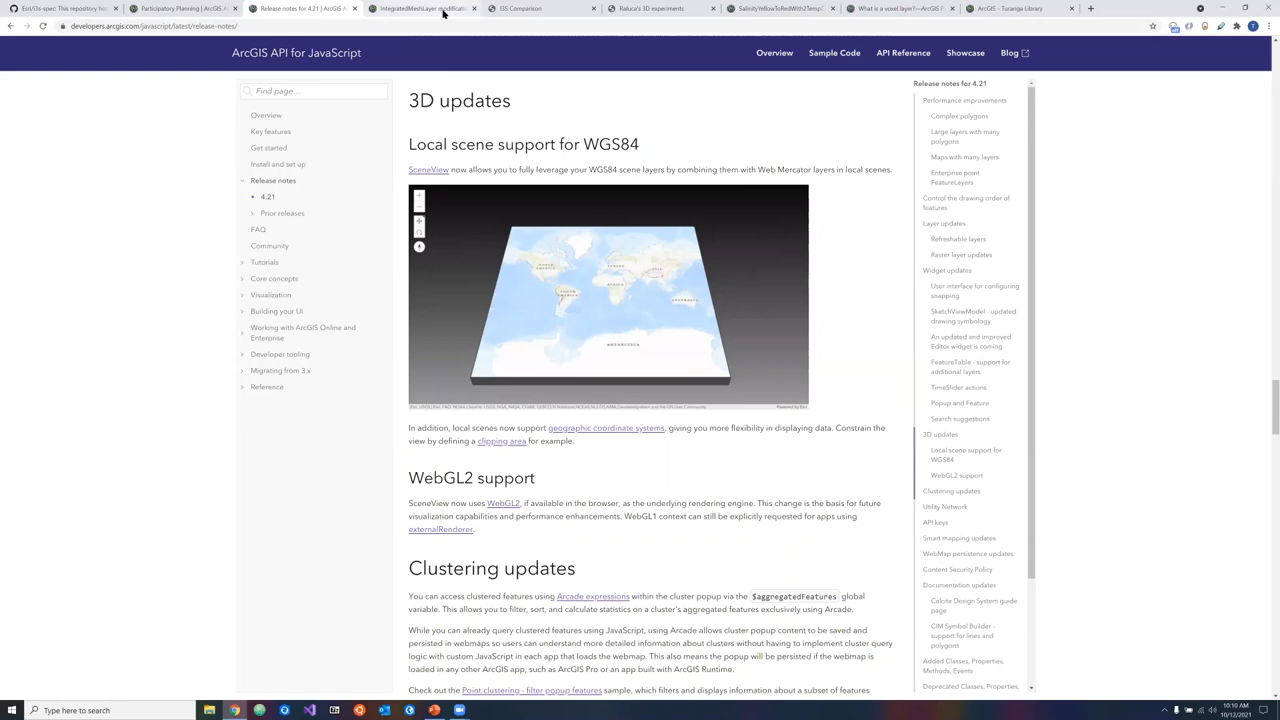 Esri/i3s-spec: This repository hos
Participatory Planning | ArcGIS A
Release notes for 4.21 | ArcGIS A
IntegratedMeshLayer modificatio
I3S Comparison
Raluca's 3D experiments
SalinityYellowToRedWith2TempC
What is a voxel layer?—ArcGIS P
ArcGIS - Turanga Library
developers.arcgis.com/javascript/latest/release-notes/
ArcGIS API for JavaScript
Overview
Sample Code
API Reference
Showcase
Blog
Find page...
Overview
Key features
Get started
Install and set up
Release notes
4.21
Prior releases
FAQ
Community
Tutorials
Core concepts
Visualization
Building your UI
Working with ArcGIS Online and
Enterprise
Developer tooling
Migrating from 3.x
Reference
3D updates
Local scene support for WGS84
SceneView now allows you to fully leverage your WGS84 scene layers by combining them with Web Mercator layers in local scenes.
ANTARCTICA
Powered by Esri
In addition, local scenes now support geographic coordinate systems, giving you more flexibility in displaying data. Constrain the
view by defining a clipping area for example.
WebGL2 support
SceneView now uses WebGL2, if available in the browser, as the underlying rendering engine. This change is the basis for future
visualization capabilities and performance enhancements. WebGL1 context can still be explicitly requested for apps using
externalRenderer.
Clustering updates
You can access clustered features using Arcade expressions within the cluster popup via the $aggregatedFeatures global
variable. This allows you to filter, sort, and calculate statistics on a cluster's aggregated features exclusively using Arcade.
While you can already query clustered features using JavaScript, using Arcade allows cluster popup content to be saved and
persisted in webmaps so users can understand more detailed information about clusters without having to implement cluster query
logic with custom JavaScript in each app that loads the webmap. This also means the popup will be persisted if the webmap is
loaded in any other ArcGIS app, such as ArcGIS Pro or an app built with ArcGIS Runtime.
Check out the Point clustering - filter popup features sample, which filters and displays information about a subset of features
Release notes for 4.21
Performance improvements
Complex polygons
Large layers with many
polygons
Maps with many layers
Enterprise point
FeatureLayers
Control the drawing order of
features
Layer updates
Refreshable layers
Raster layer updates
Widget updates
User interface for configuring
snapping
SketchViewModel - updated
drawing symbology
An updated and improved
Editor widget is coming
FeatureTable - support for
additional layers
TimeSlider actions
Popup and Feature
Search suggestions
3D updates
Local scene support for
WGS84
WebGL2 support
Clustering updates
Utility Network
API keys
Smart mapping updates
WebMap persistence updates
Content Security Policy
Documentation updates
Calcite Design System guide
page
CIM Symbol Builder -
support for lines and
polygons
Added Classes, Properties,
Methods, Events
Deprecated Classes, Properties,
Type here to search
10:10 AM
10/12/2021